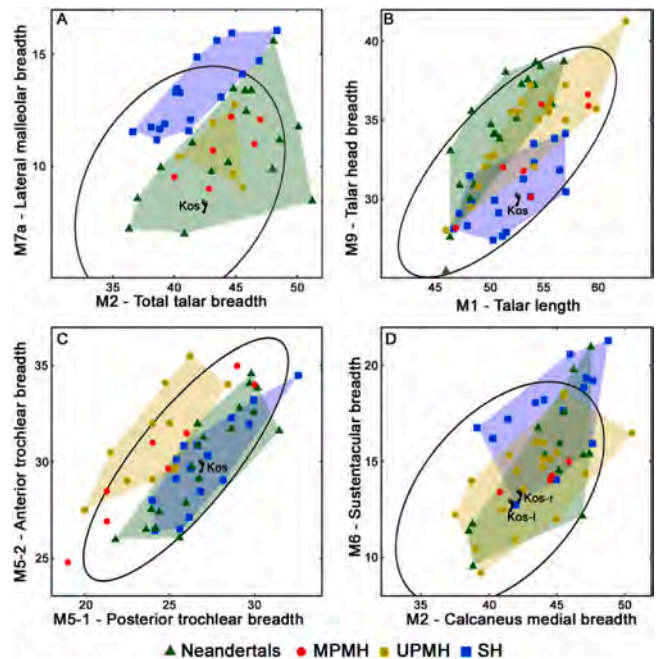 A
B
M7a - Lateral malleolar breadth
15
10
5
Kos
35 40 45 50
M2 - Total talar breadth
M9 - Talar head breadth
40
35
30
Kos
45 50 55 60
M1 - Talar length
C
D
M5-2 - Anterior trochlear breadth
35
30
25
Kos
20 25 30
M5-1 - Posterior trochlear breadth
M6 - Sustentacular breadth
20
15
10
Kos-r
Kos-l
35 40 45 50
M2 - Calcaneus medial breadth
Neandertals MPMH UPMH SH